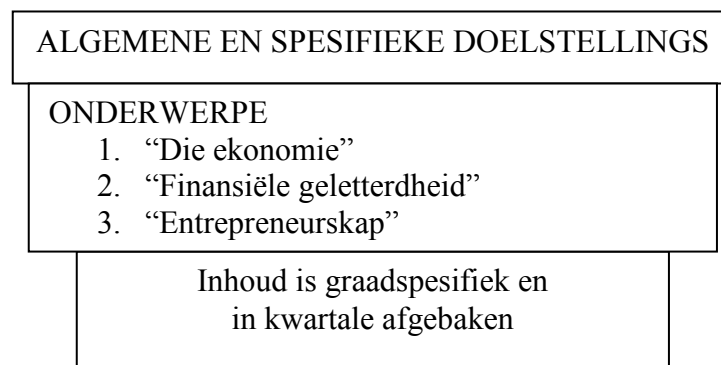 ALGEMENE EN SPESIFIEKE DOELSTELLINGS
ONDERWERPE
1. “Die ekonomie”
2. “Finansiële geletterdheid”
3. “Entrepreneurskap”
Inhoud is graadspesifiek en
in kwartale afgebaken